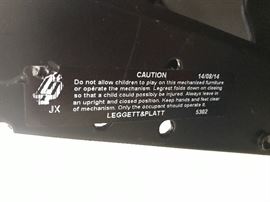 CAUTION 14/08/14
Do not allow children to play on this mechanized furniture
or operate the mechanism. Legrest folds down on closing
so that a child could possibly be injured. Always leave in
an upright and closed position. Keep hands and feet clear
of mechanism. Only the occupant should operate it.
JX
LEGGETT&PLATT 5302